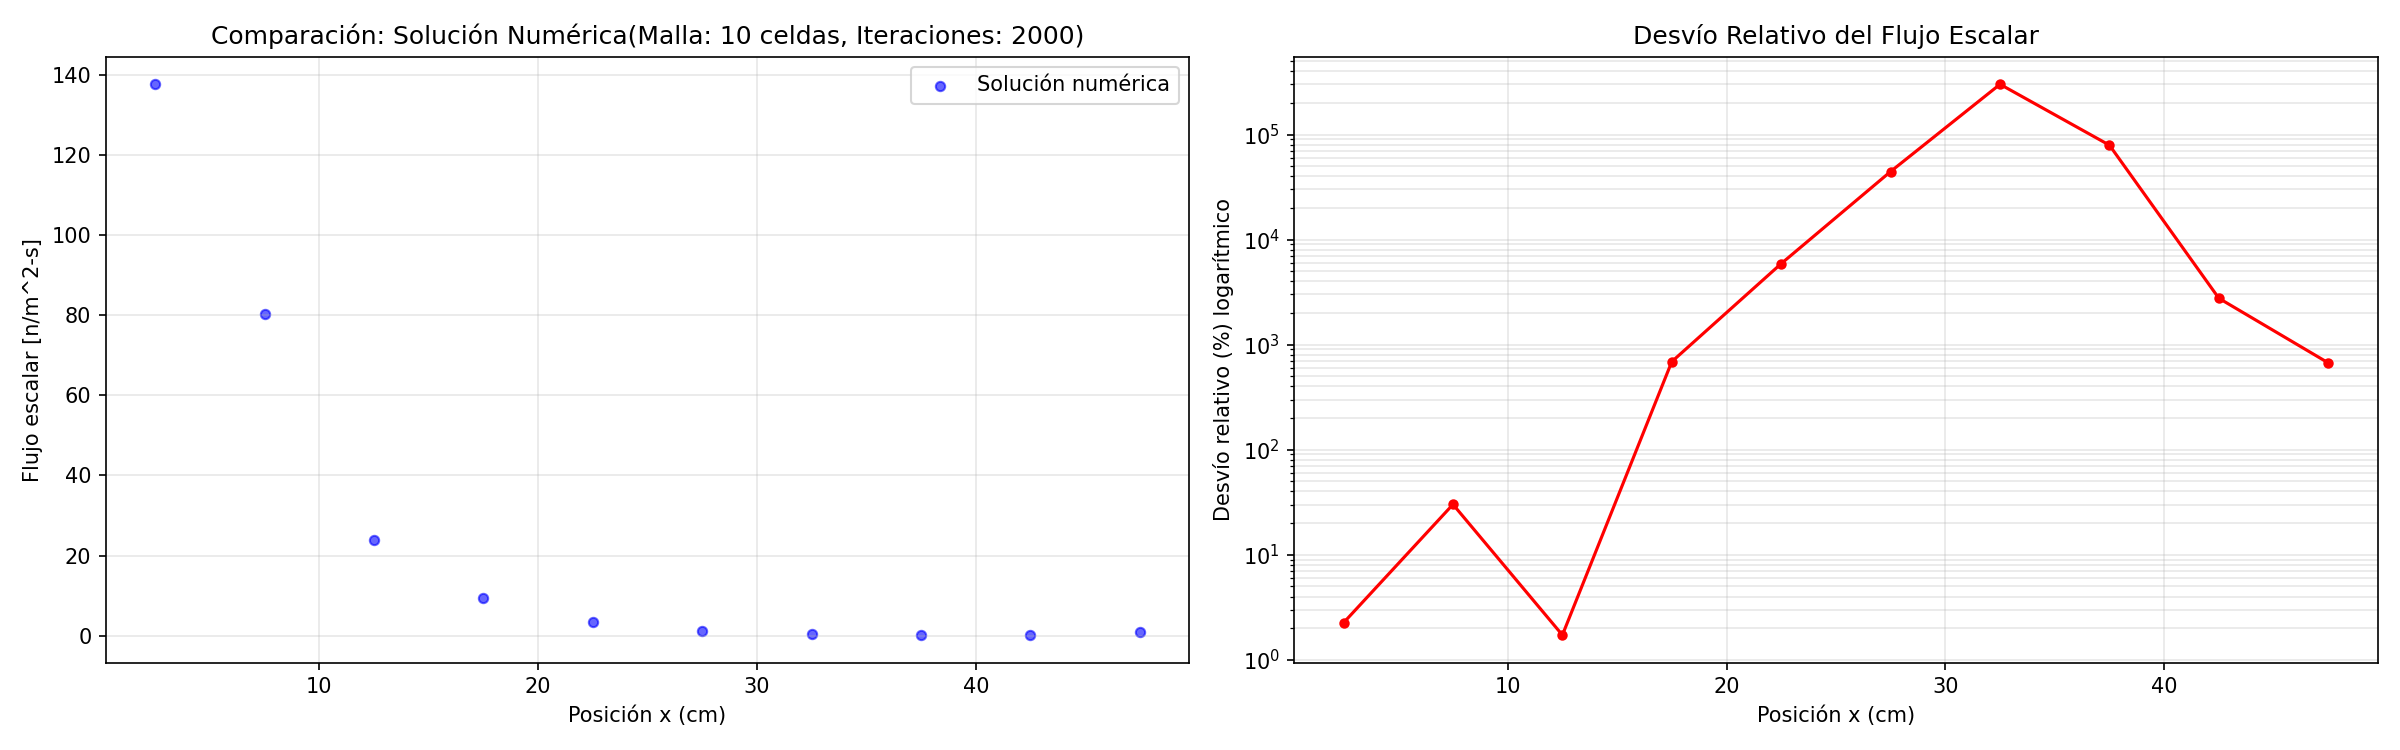 Comparación: Solución Numérica(Malla: 10 celdas, Iteraciones: 2000)
Solución numérica
Flujo escalar [n/m^2-s]
140
120
100
80
60
40
20
0
10 20 30 40
Posición x (cm)
Desvío Relativo del Flujo Escalar
Desvío relativo (%) logarítmico
10^5
10^4
10^3
10^2
10^1
10^0
10 20 30 40
Posición x (cm)